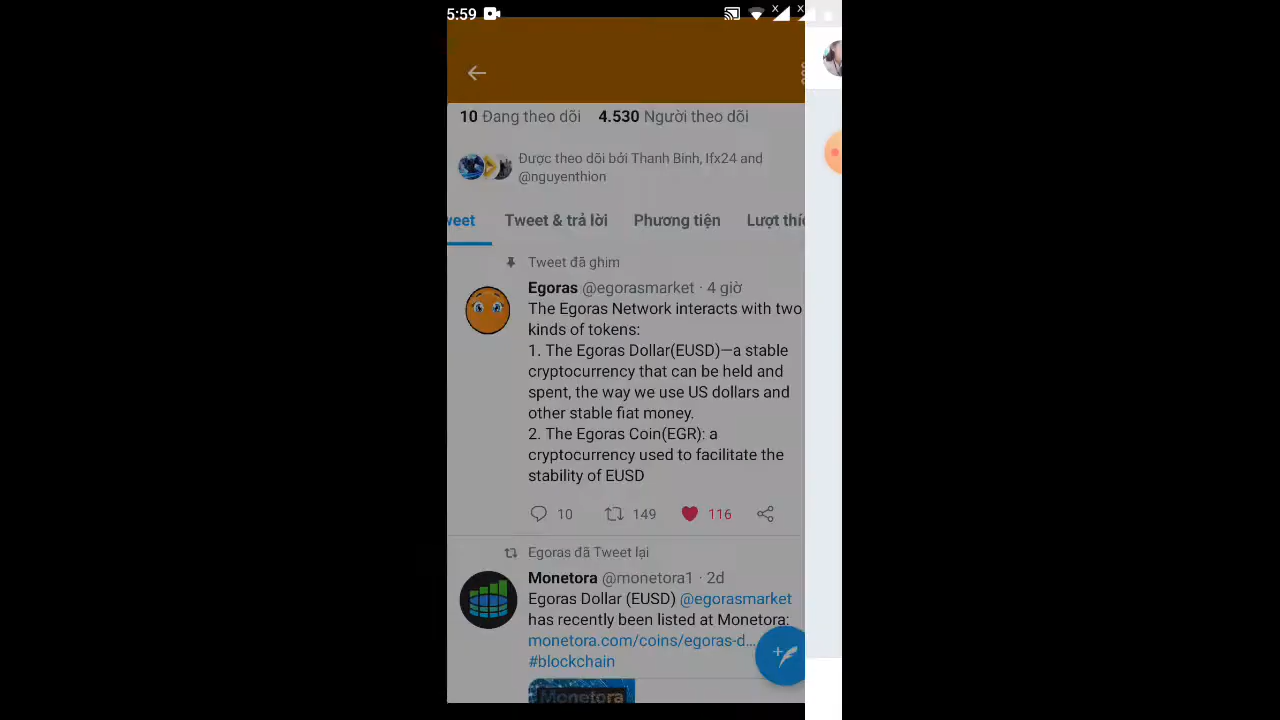 5:59
10 Đang theo dõi 4.530 Người theo dõi
Được theo dõi bởi Thanh Binh, Ifx24 and
@nguyenthion
weet Tweet & trả lời Phương tiện Lượt thíc
Tweet đã ghim
Egoras @egorasmarket · 4 giờ
The Egoras Network interacts with two
kinds of tokens:
1. The Egoras Dollar(EUSD)—a stable
cryptocurrency that can be held and
spent, the way we use US dollars and
other stable fiat money.
2. The Egoras Coin(EGR): a
cryptocurrency used to facilitate the
stability of EUSD
10 149 116
Egoras đã Tweet lại
Monetora @monetora1 · 2d
Egoras Dollar (EUSD) @egorasmarket
has recently been listed at Monetora:
monetora.com/coins/egoras-d...
#blockchain
Monetora